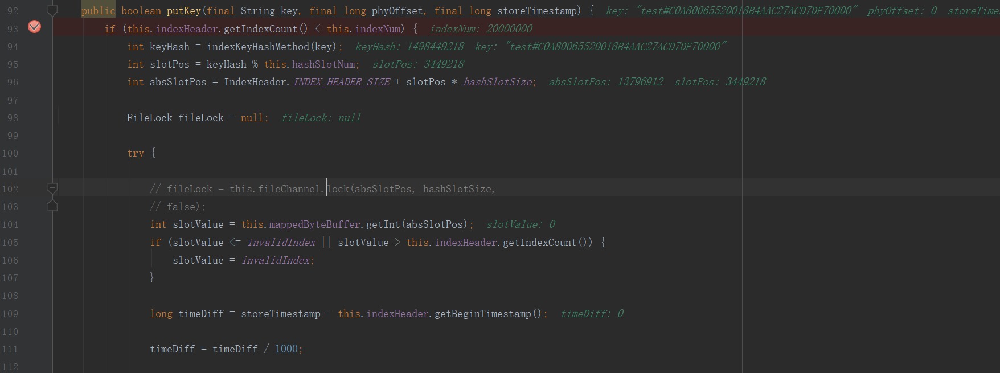 92 public boolean putKey(final String key, final long phyOffset, final long storeTimestamp) { key: "test#C0A80065520018B4AAC27ACD7DF70000" phyOffset: 0 storeTimes
93 if (this.indexHeader.getIndexCount() < this.indexNum) { indexNum: 20000000
94 int keyHash = indexKeyHashMethod(key); keyHash: 1498449218 key: "test#C0A80065520018B4AAC27ACD7DF70000"
95 int slotPos = keyHash % this.hashSlotNum; slotPos: 3449218
96 int absSlotPos = IndexHeader.INDEX_HEADER_SIZE + slotPos * hashSlotSize; absSlotPos: 13796912 slotPos: 3449218
97
98 FileLock fileLock = null; fileLock: null
99
100 try {
101
102 // fileLock = this.fileChannel.lock(absSlotPos, hashSlotSize,
103 // false);
104 int slotValue = this.mappedByteBuffer.getInt(absSlotPos); slotValue: 0
105 if (slotValue <= invalidIndex || slotValue > this.indexHeader.getIndexCount()) {
106 slotValue = invalidIndex;
107 }
108
109 long timeDiff = storeTimestamp - this.indexHeader.getBeginTimestamp(); timeDiff: 0
110
111 timeDiff = timeDiff / 1000;
112